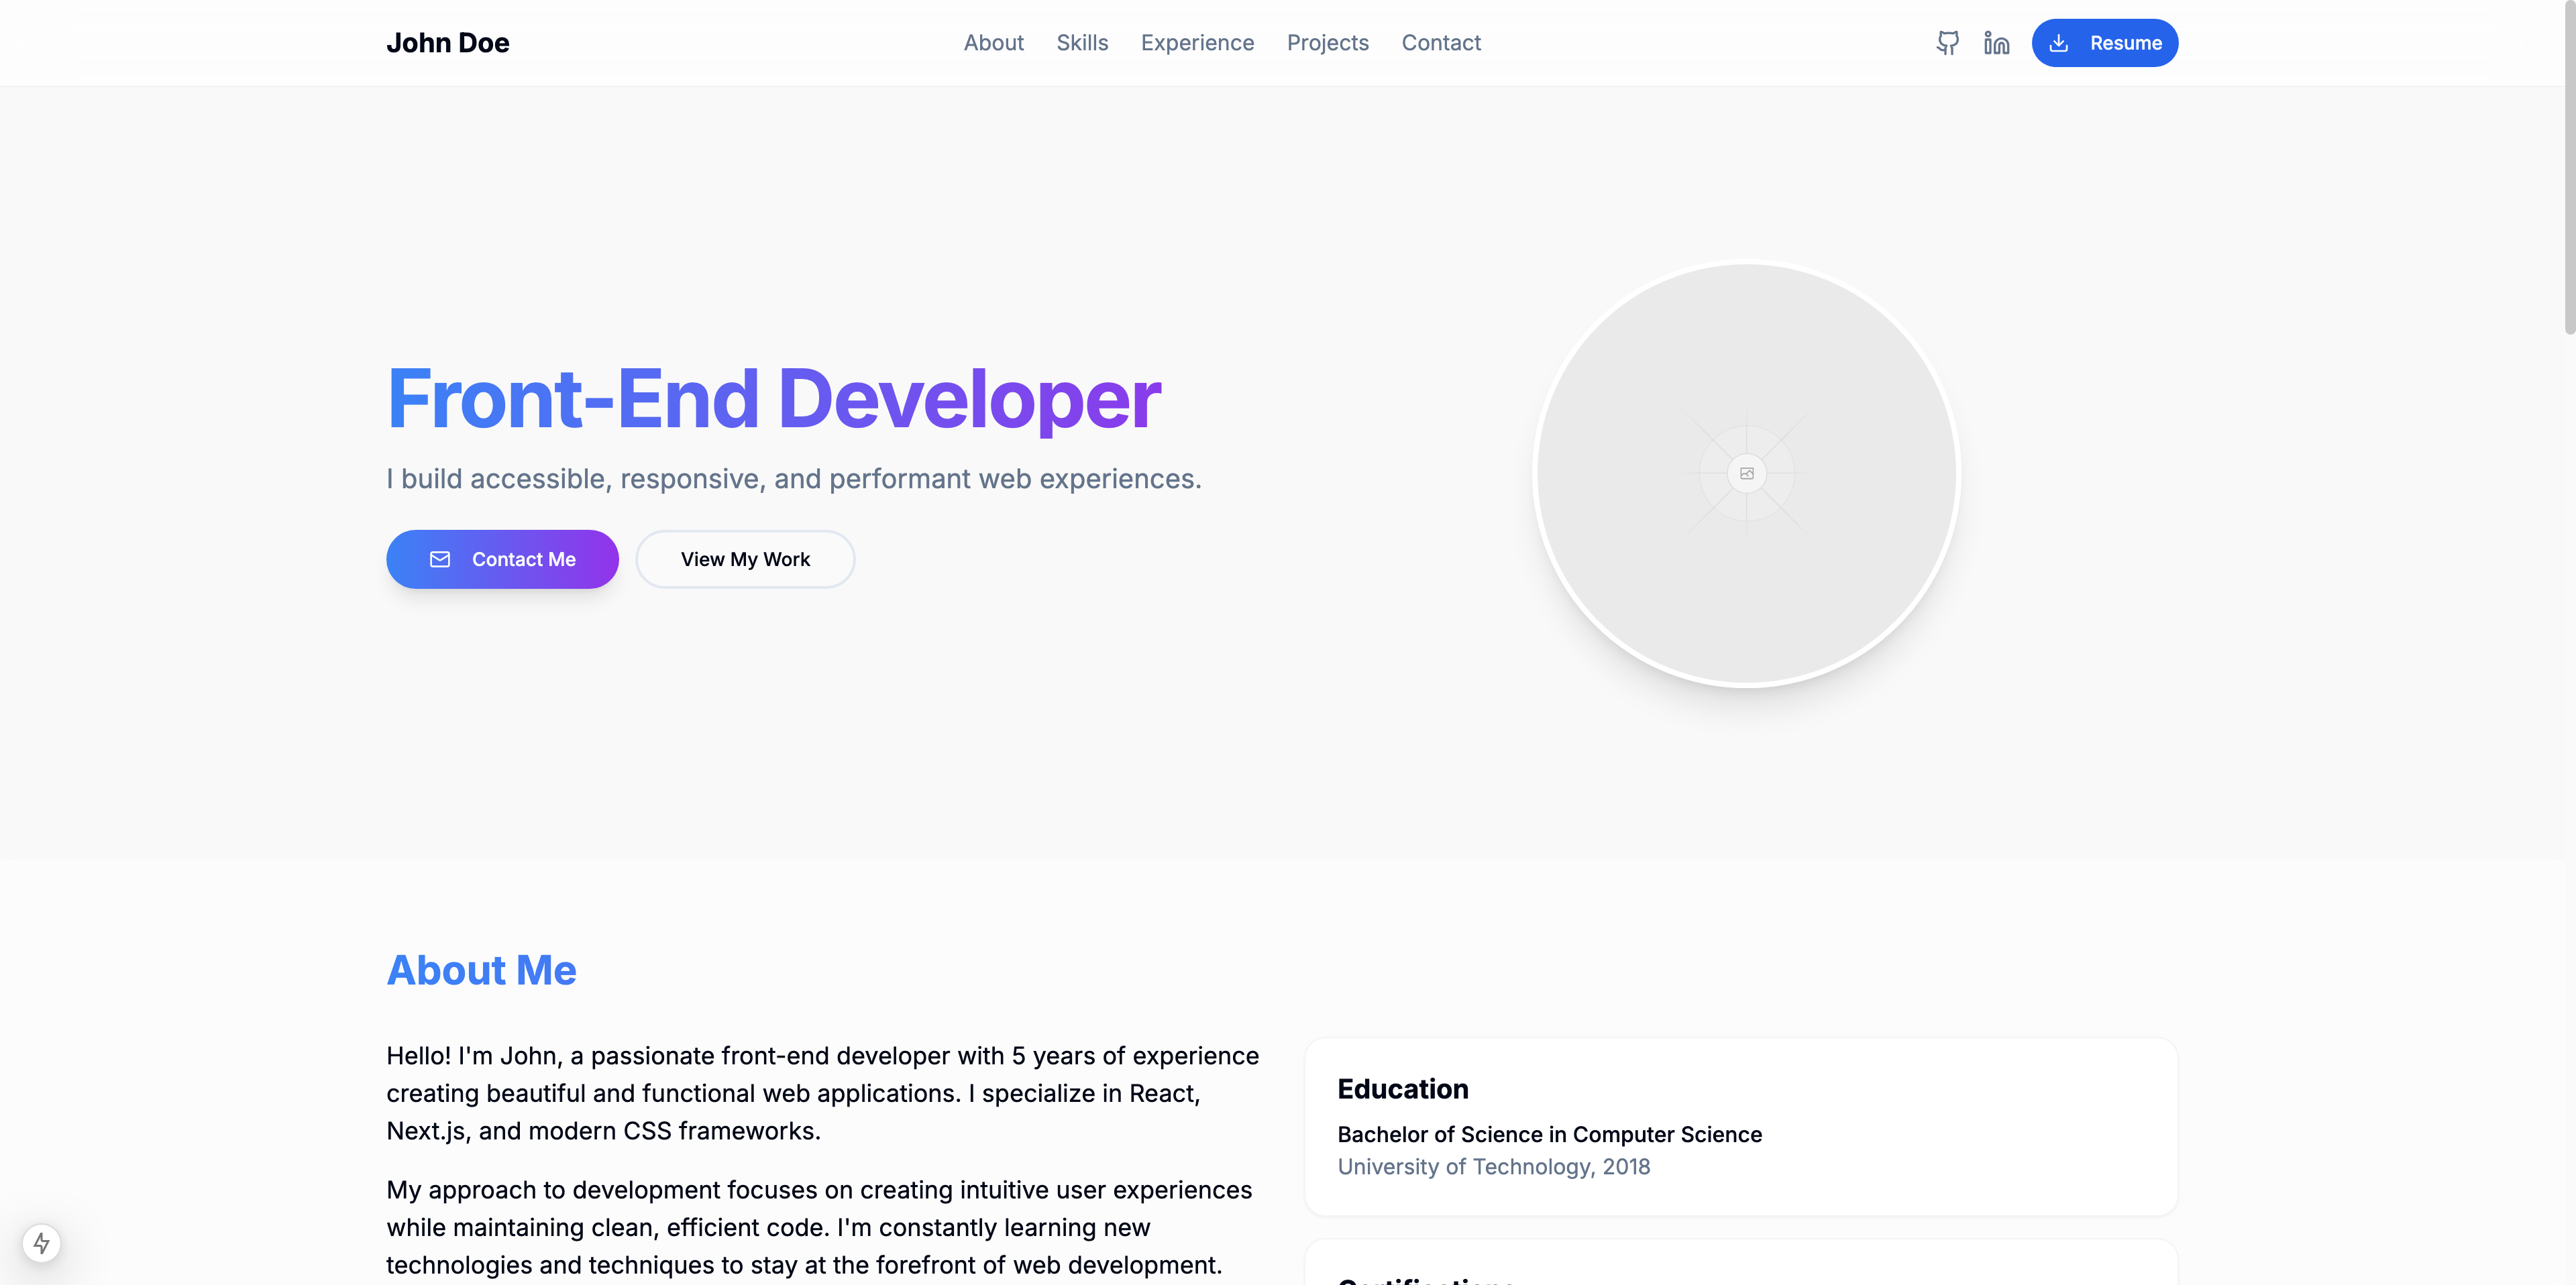 John Doe
About
Skills
Experience
Projects
Contact
Resume
Front-End Developer
I build accessible, responsive, and performant web experiences.
Contact Me
View My Work
About Me
Hello! I'm John, a passionate front-end developer with 5 years of experience
creating beautiful and functional web applications. I specialize in React,
Next.js, and modern CSS frameworks.
My approach to development focuses on creating intuitive user experiences
while maintaining clean, efficient code. I'm constantly learning new
technologies and techniques to stay at the forefront of web development.
Education
Bachelor of Science in Computer Science
University of Technology, 2018